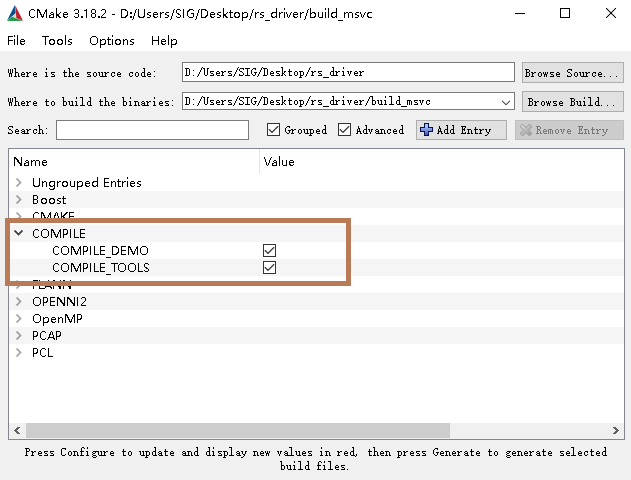 CMake 3.18.2 - D:/Users/SIG/Desktop/rs_driver/build_msvc
File Tools Options Help
Where is the source code: D:/Users/SIG/Desktop/rs_driver Browse Source...
Where to build the binaries: D:/Users/SIG/Desktop/rs_driver/build_msvc Browse Build...
Search: Grouped Advanced Add Entry Remove Entry
Name Value
Ungrouped Entries
Boost
CMAKE
COMPILE
COMPILE_DEMO
COMPILE_TOOLS
FLANN
OPENNI2
OpenMP
PCAP
PCL
Press Configure to update and display new values in red, then press Generate to generate selected
build files.